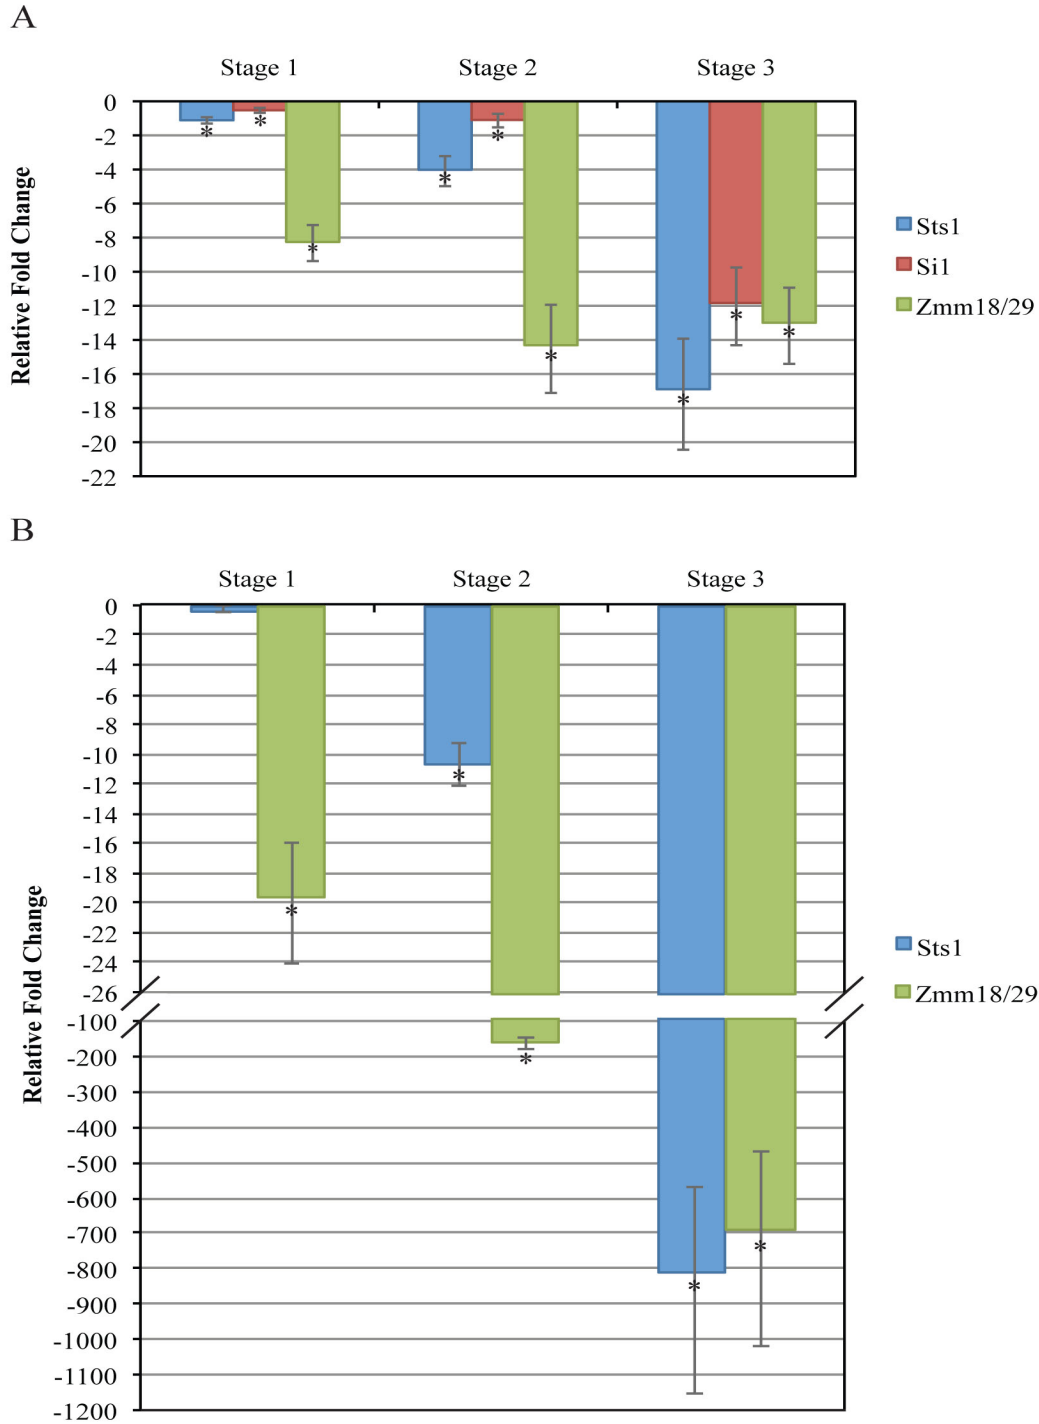 A
Stage 1 Stage 2 Stage 3
0
-2
-4
-6
-8
-10
-12
-14
-16
-18
-20
-22
Relative Fold Change
* * * * * * * * *
Sts1
Si1
Zmm18/29
B
Stage 1 Stage 2 Stage 3
0
-2
-4
-6
-8
-10
-12
-14
-16
-18
-20
-22
-24
-26
-100
-200
-300
-400
-500
-600
-700
-800
-900
-1000
-1100
-1200
Relative Fold Change
* * * * *
Sts1
Zmm18/29